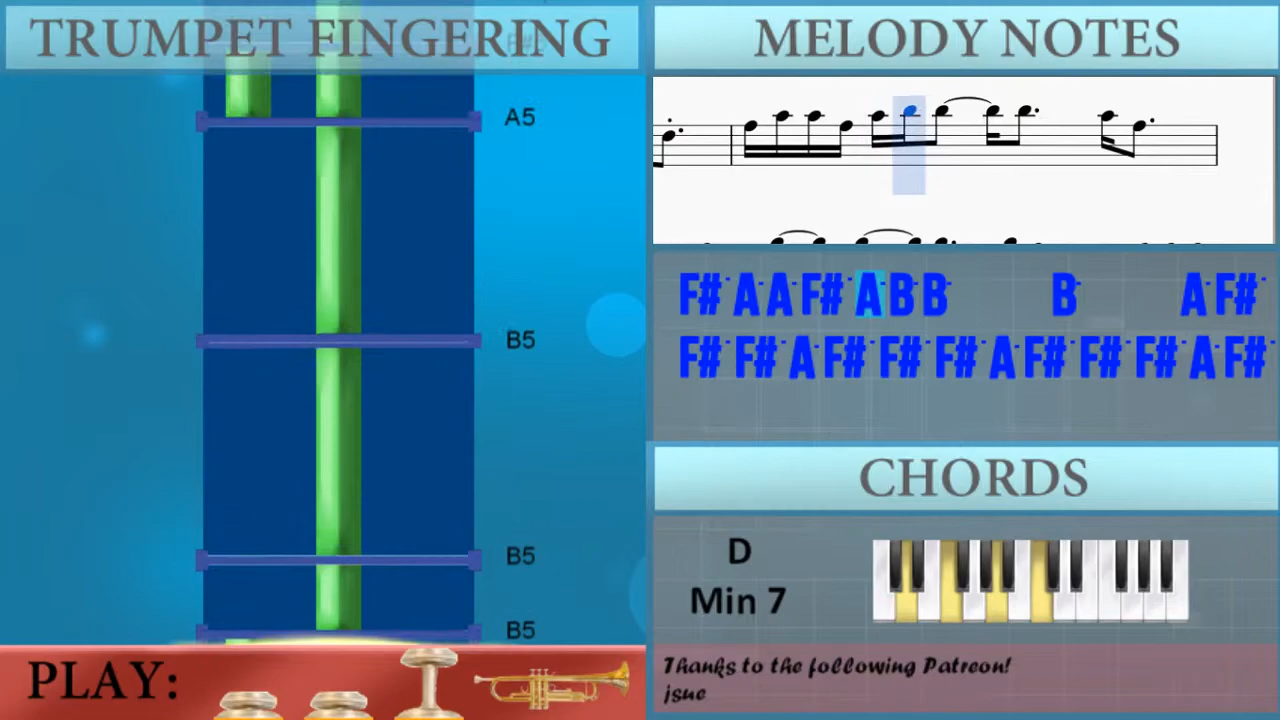 TRUMPET FINGERING
A5
B5
B5
B5
PLAY:
MELODY NOTES
F#˙ A˙ A˙ F#˙ A˙ B˙ B˙ B˙ A˙ F#˙
F#˙ F#˙ A˙ F#˙ F#˙ F#˙ A˙ F#˙ F#˙ F#˙ A˙ F#˙
CHORDS
D
Min 7
Thanks to the following Patreon!
jsue